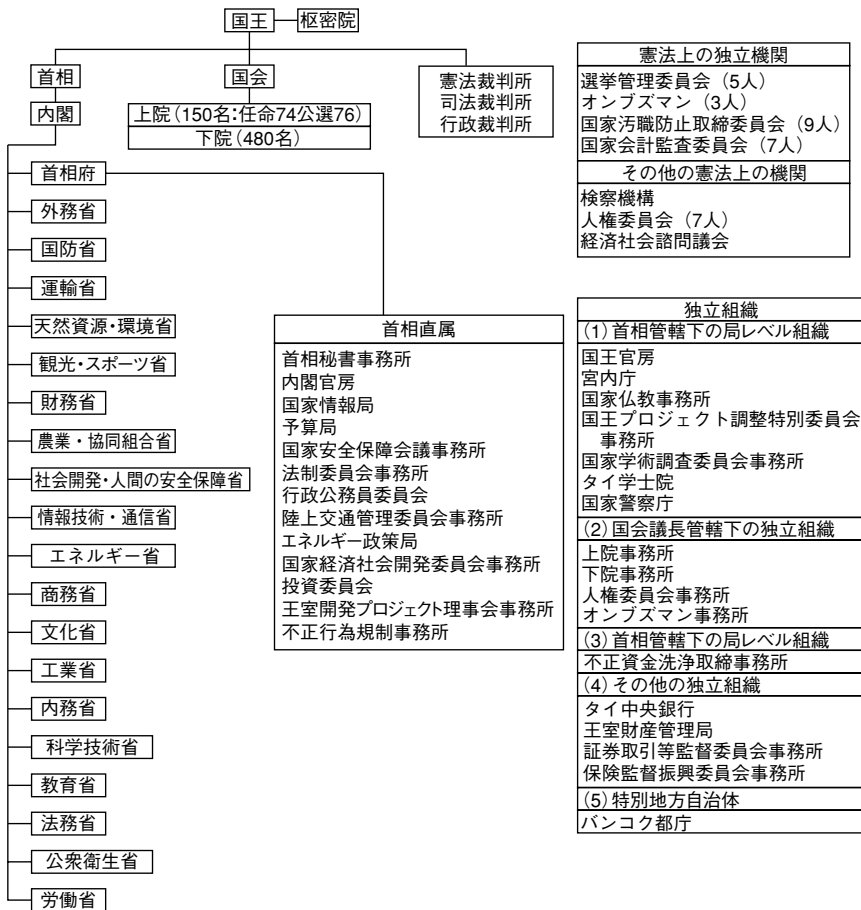 国王
枢密院
首相
国会
内閣
上院(150名:任命74公選76)
下院(480名)
憲法裁判所
司法裁判所
行政裁判所
首相府
外務省
国防省
運輸省
天然資源・環境省
観光・スポーツ省
財務省
農業・協同組合省
社会開発・人間の安全保障省
情報技術・通信省
エネルギー省
商務省
文化省
工業省
内務省
科学技術省
教育省
法務省
公衆衛生省
労働省
首相直属
首相秘書事務所
内閣官房
国家情報局
予算局
国家安全保障会議事務所
法制委員会事務所
行政公務員委員会
陸上交通管理委員会事務所
エネルギー政策局
国家経済社会開発委員会事務所
投資委員会
王室開発プロジェクト理事会事務所
不正行為規制事務所
憲法上の独立機関
選挙管理委員会(5人)
オンブズマン(3人)
国家汚職防止取締委員会(9人)
国家会計監査委員会(7人)
その他の憲法上の機関
検察機構
人権委員会(7人)
経済社会諮問議会
独立組織
(1)首相管轄下の局レベル組織
国王官房
宮内庁
国家仏教事務所
国王プロジェクト調整特別委員会
事務所
国家学術調査委員会事務所
タイ学士院
国家警察庁
(2)国会議長管轄下の独立組織
上院事務所
下院事務所
人権委員会事務所
オンブズマン事務所
(3)首相管轄下の局レベル組織
不正資金洗浄取締事務所
(4)その他の独立組織
タイ中央銀行
王室財産管理局
証券取引等監督委員会事務所
保険監督振興委員会事務所
(5)特別地方自治体
バンコク都庁